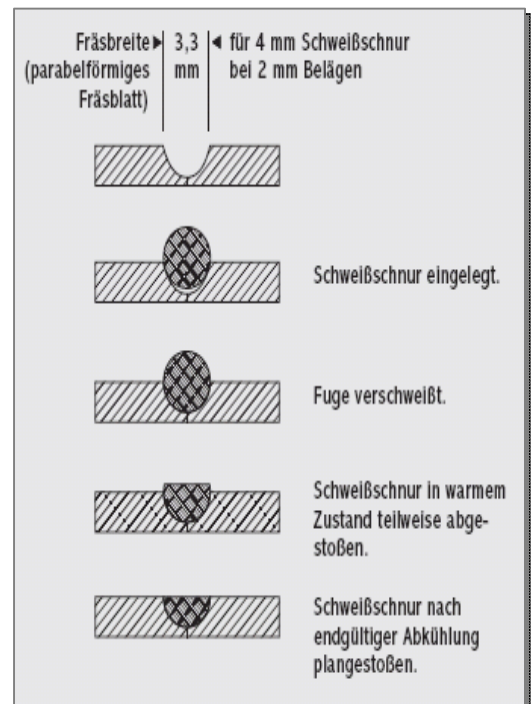 Fräsbreite 3,3 für 4 mm Schweißschnur
(parabelförmiges mm bei 2 mm Belägen
Fräsblatt)
Schweißschnur eingelegt.
Fuge verschweißt.
Schweißschnur in warmem
Zustand teilweise abge-
stoßen.
Schweißschnur nach
endgültiger Abkühlung
plangestoßen.